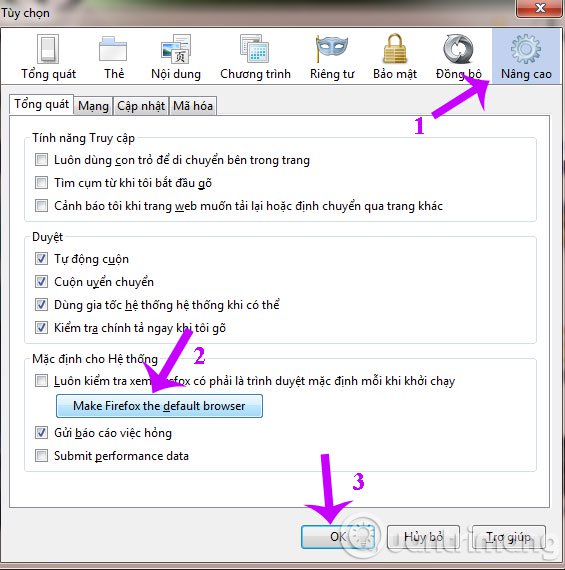 Tùy chọn
Tổng quát Thẻ Nội dung Chương trình Riêng tư Bảo mật Đồng bộ Nâng cao
1
Tổng quát Mạng Cập nhật Mã hóa
Tính năng Truy cập
Luôn dùng con trỏ để di chuyển bên trong trang
Tìm cụm từ khi tôi bắt đầu gõ
Cảnh báo tôi khi trang web muốn tải lại hoặc định chuyển qua trang khác
Duyệt
Tự động cuộn
Cuộn uyển chuyển
Dùng gia tốc hệ thống hệ thống khi có thể
Kiểm tra chính tả ngay khi tôi gõ
2
Mặc định cho Hệ thống
Luôn kiểm tra xem Firefox có phải là trình duyệt mặc định mỗi khi khởi chạy
Make Firefox the default browser
Gửi báo cáo việc hỏng
Submit performance data
3
OK Hủy bỏ Trợ giúp
uantrimang